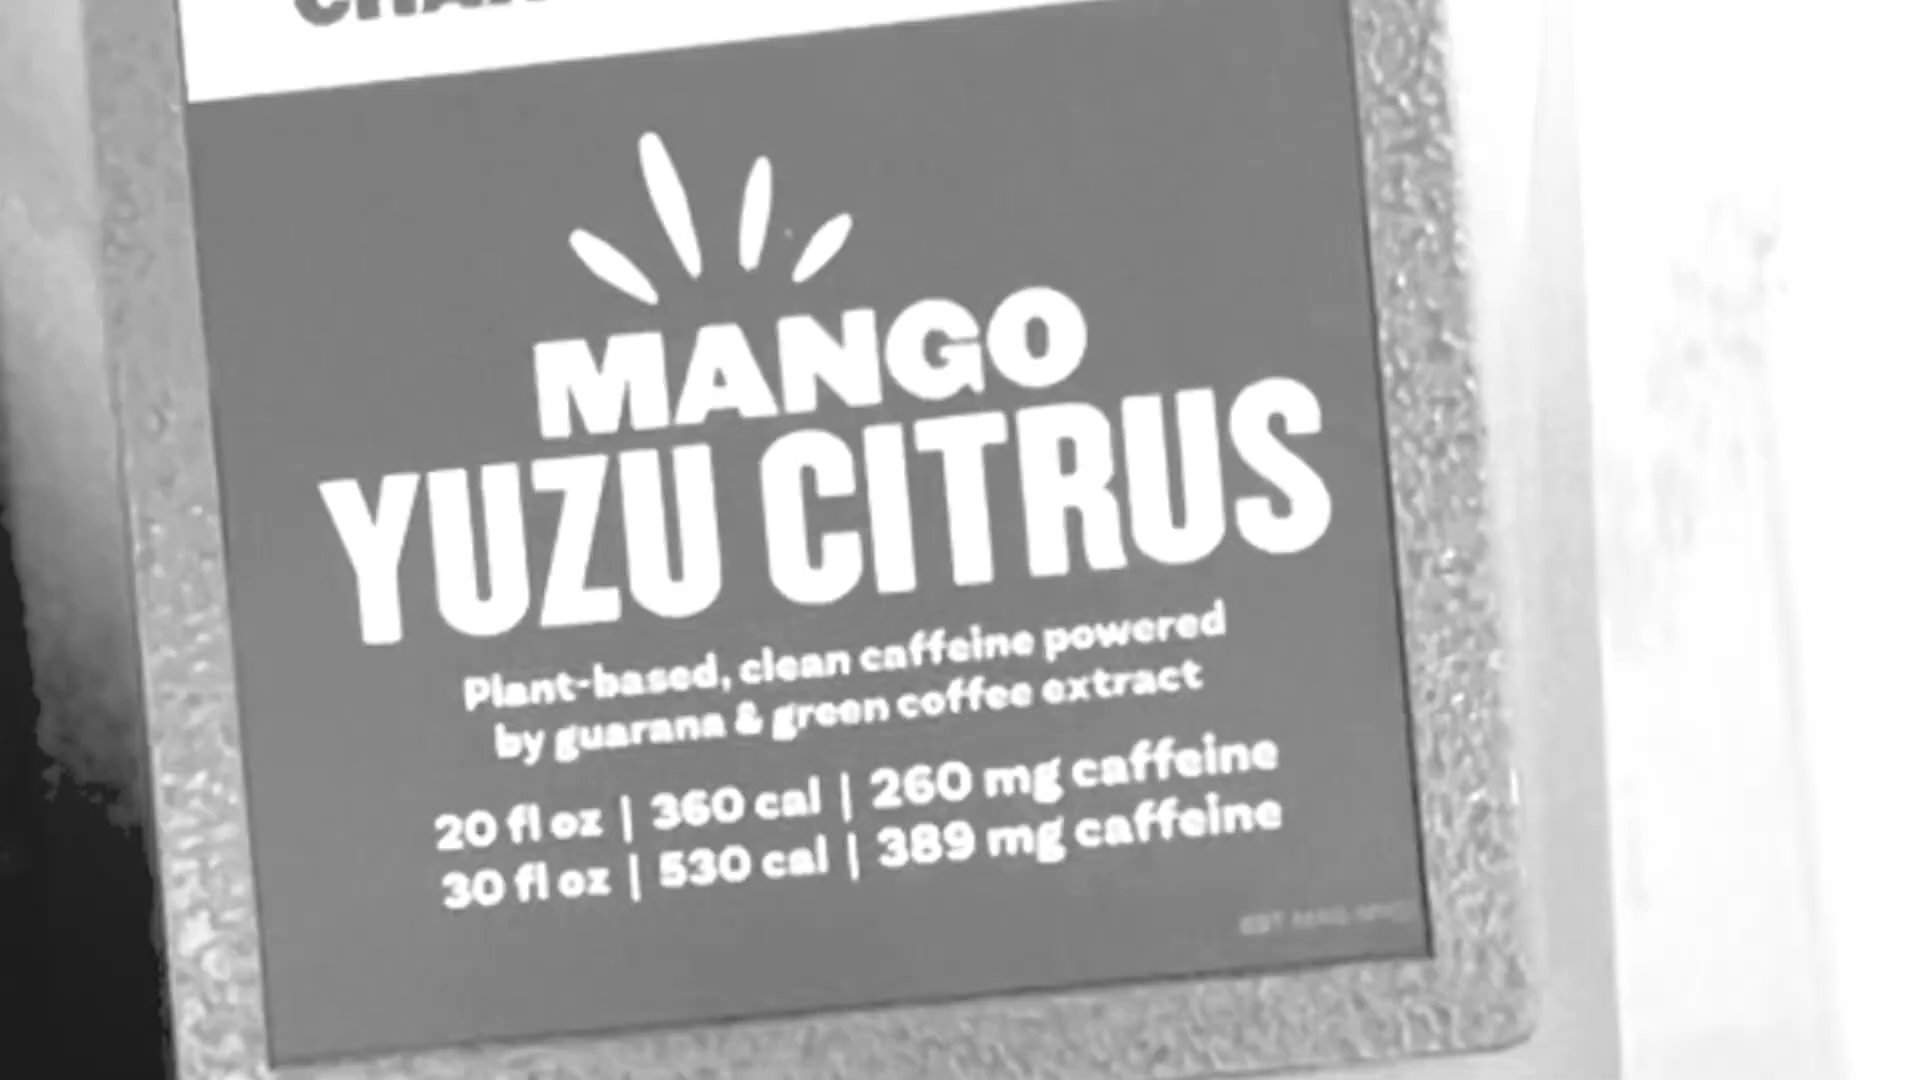 MANGO
YUZU CITRUS
Plant-based, clean caffeine powered
by guarana & green coffee extract
20 fl oz | 360 cal | 260 mg caffeine
30 fl oz | 530 cal | 389 mg caffeine